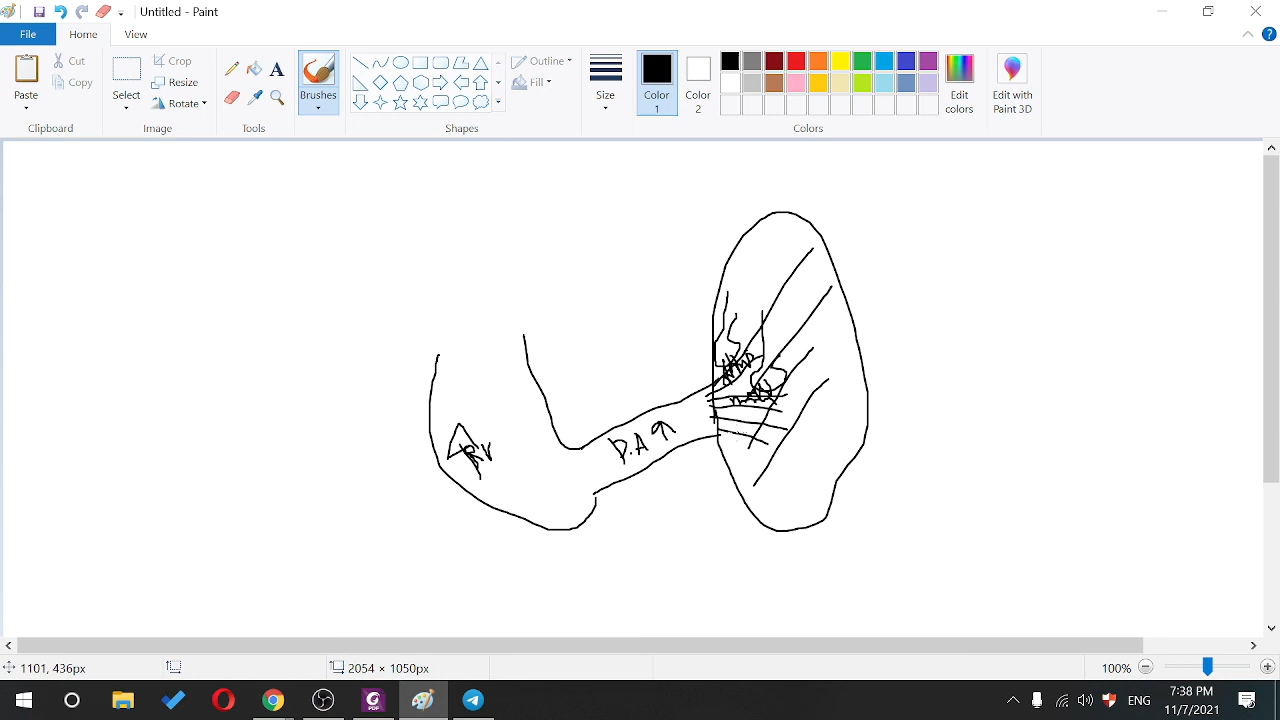 Untitled - Paint
File
Home
View
Paste
Cut
Copy
Clipboard
Select
Crop
Rotate
Image
Tools
Brushes
Outline
Fill
Shapes
Size
Color
1
Color
2
Colors
Edit
colors
Edit with
Paint 3D
P.A
RV
1101, 436px
2054 × 1050px
100%
ENG
7:38 PM
11/7/2021